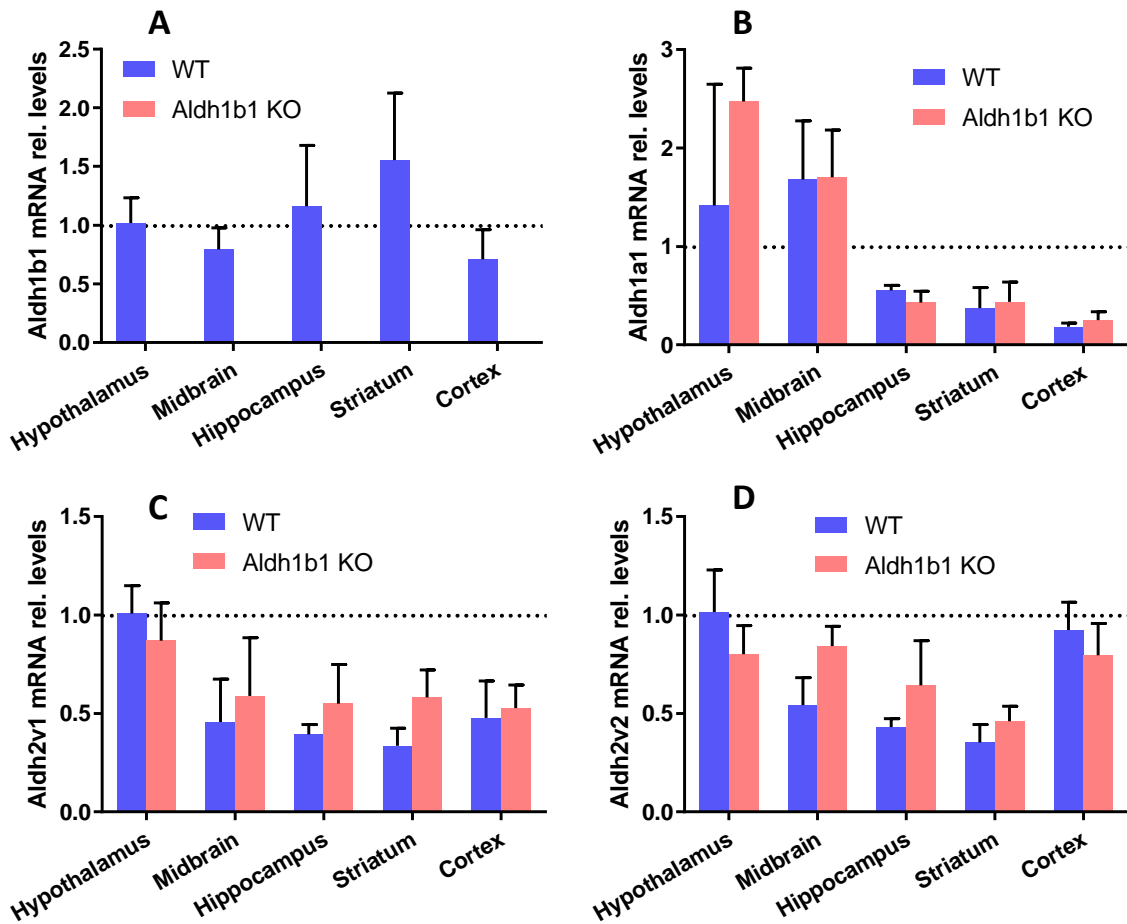 A
Aldh1b1 mRNA rel. levels
2.5
2.0
1.5
1.0
0.5
0.0
WT
Aldh1b1 KO
Hypothalamus
Midbrain
Hippocampus
Striatum
Cortex
B
Aldh1a1 mRNA rel. levels
3
2
1
0
WT
Aldh1b1 KO
Hypothalamus
Midbrain
Hippocampus
Striatum
Cortex
C
Aldh2v1 mRNA rel. levels
1.5
1.0
0.5
0.0
WT
Aldh1b1 KO
Hypothalamus
Midbrain
Hippocampus
Striatum
Cortex
D
Aldh2v2 mRNA rel. levels
1.5
1.0
0.5
0.0
WT
Aldh1b1 KO
Hypothalamus
Midbrain
Hippocampus
Striatum
Cortex